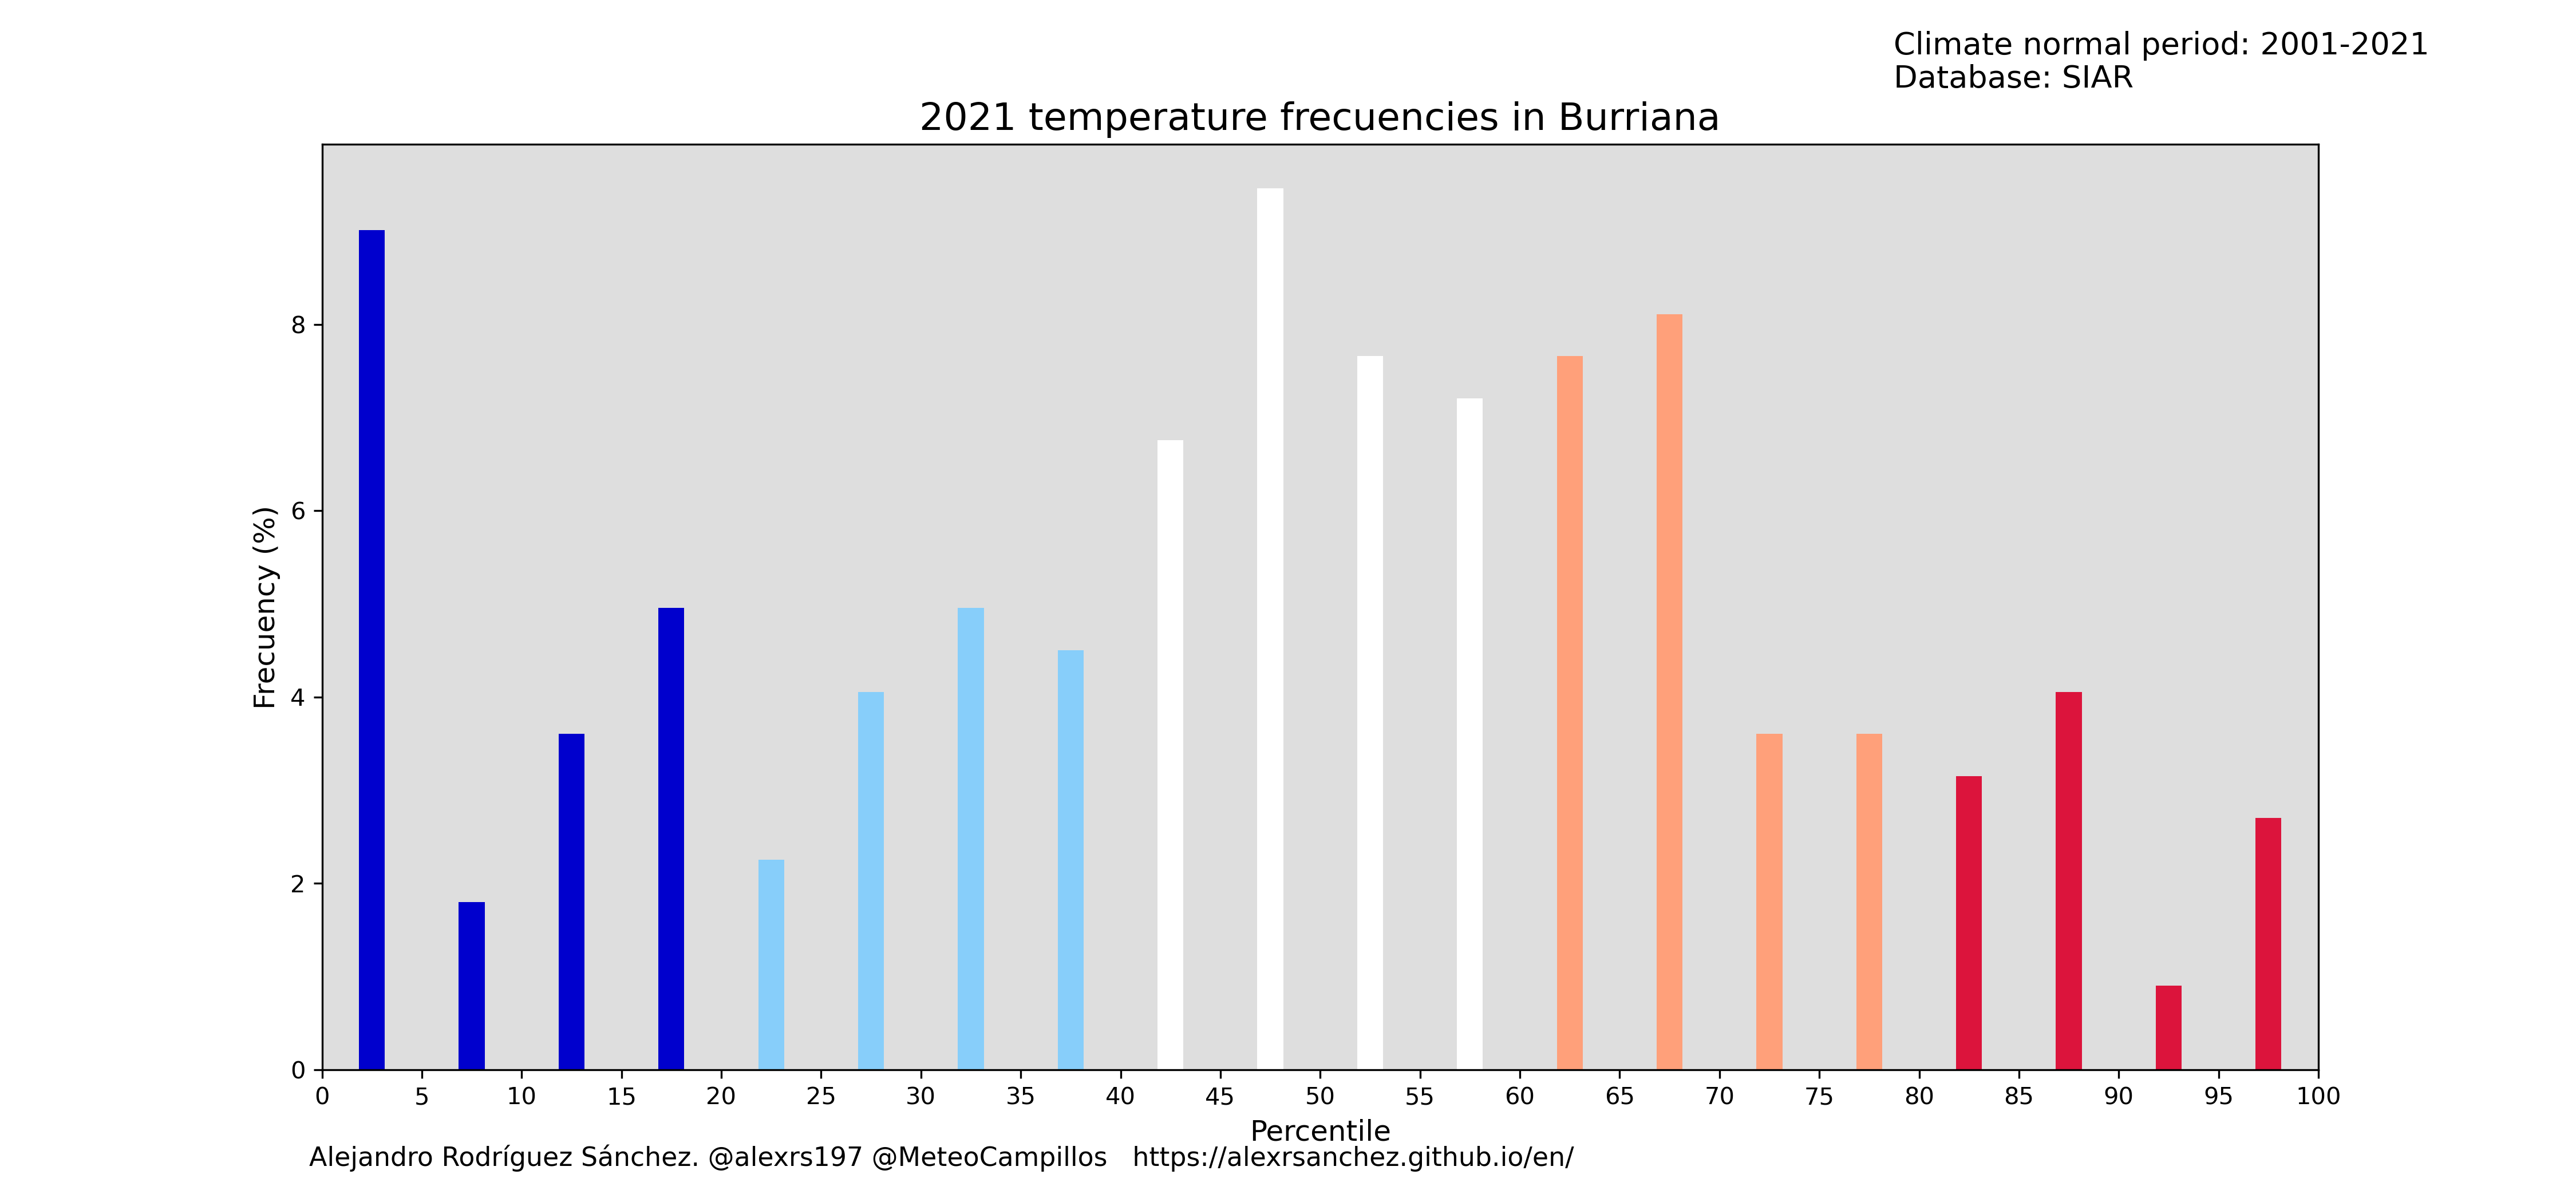 Climate normal period: 2001-2021
Database: SIAR
2021 temperature frecuencies in Burriana
Frecuency (%)
8
6
4
2
0
0 5 10 15 20 25 30 35 40 45 50 55 60 65 70 75 80 85 90 95 100
Percentile
Alejandro Rodríguez Sánchez. @alexrs197 @MeteoCampillos https://alexrsanchez.github.io/en/